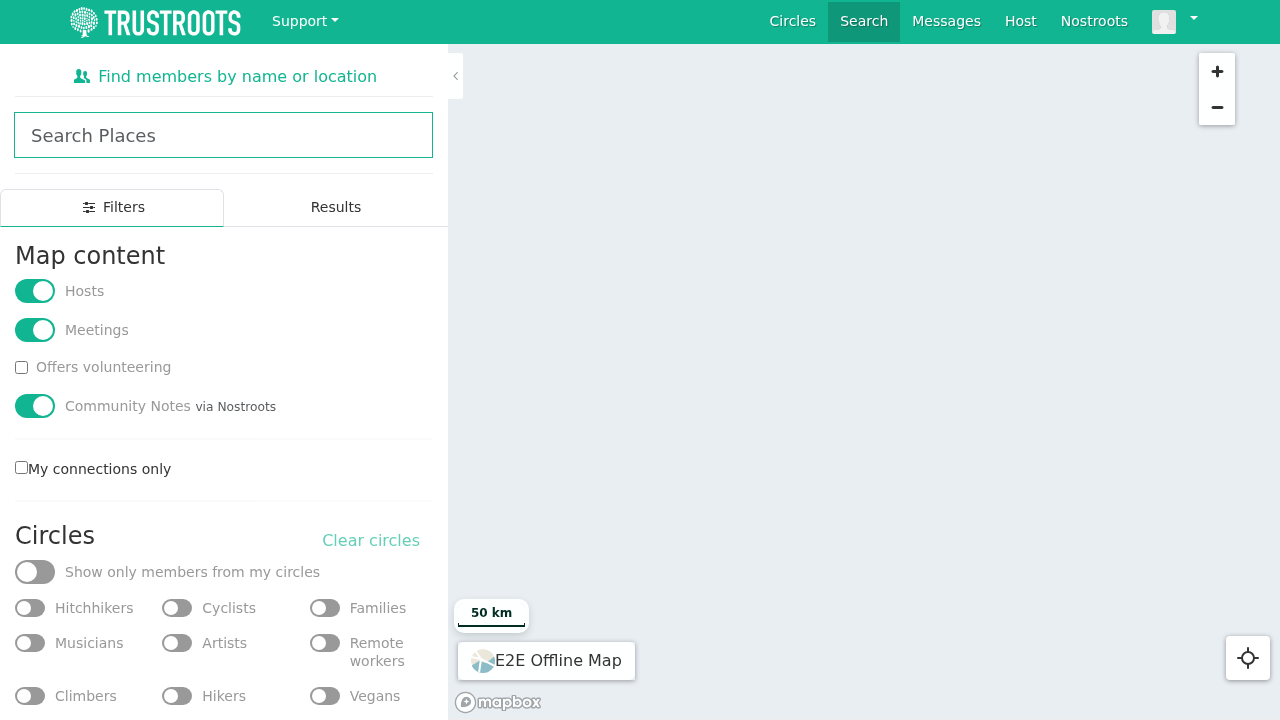 TRUSTROOTS
Support
Circles
Search
Messages
Host
Nostroots
Find members by name or location
Search Places
Filters
Results
Map content
Hosts
Meetings
Offers volunteering
Community Notes via Nostroots
My connections only
Circles
Clear circles
Show only members from my circles
Hitchhikers
Cyclists
Families
Musicians
Artists
Remote
workers
Climbers
Hikers
Vegans
50 km
E2E Offline Map
mapbox